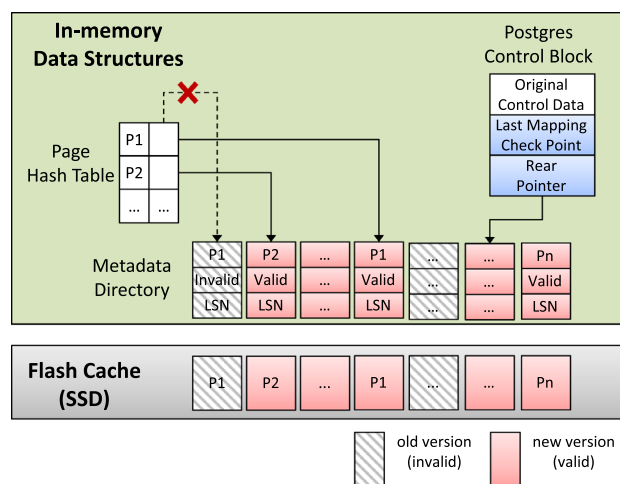 In-memory
Data Structures
Postgres
Control Block
Original
Control Data
Last Mapping
Check Point
Rear
Pointer
Page
Hash Table
P1
P2
... ...
Metadata
Directory
P1 P2 ... P1 ... ... Pn
Invalid Valid ... Valid ... ... Valid
LSN LSN ... LSN ... ... LSN
Flash Cache
(SSD)
P1 P2 ... P1 ... ... Pn
old version
(invalid)
new version
(valid)